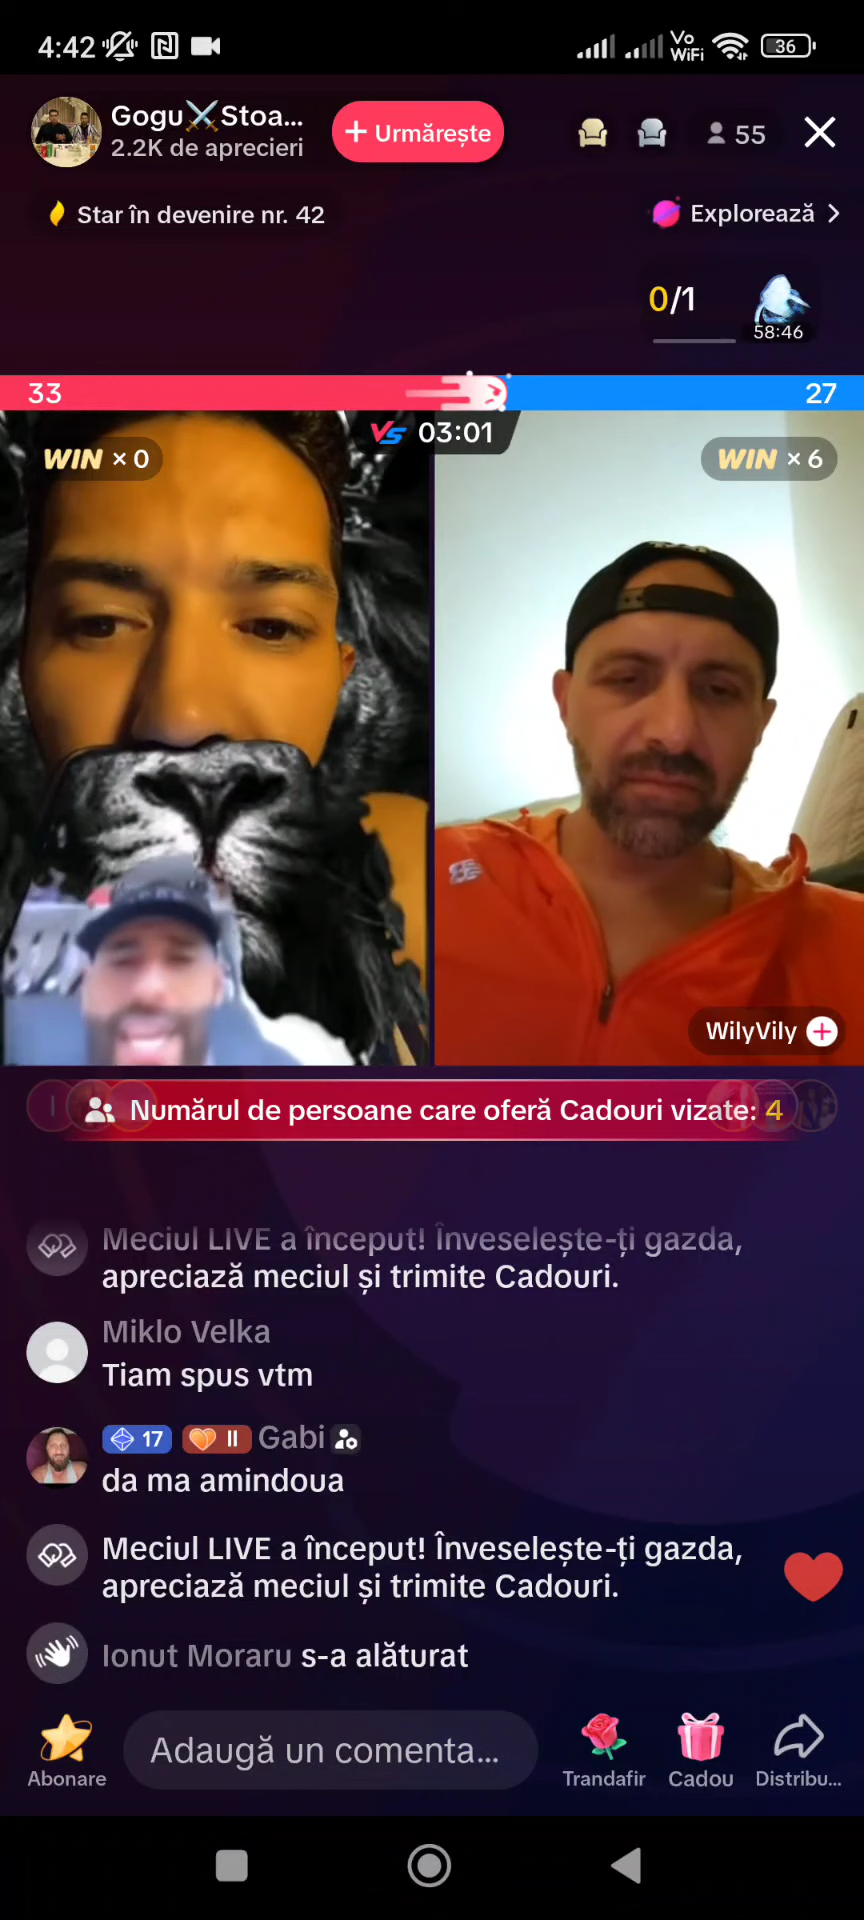 4:42
Vo
WiFi
36
Gogu⚔️Stoa...
2.2K de aprecieri
+ Urmărește
55
Star în devenire nr. 42
Explorează
0/1
58:46
33
27
VS 03:01
WIN × 0
WIN × 6
WilyVily
Numărul de persoane care oferă Cadouri vizate: 4
Meciul LIVE a început! Înveselește-ți gazda,
apreciază meciul și trimite Cadouri.
Miklo Velka
Tiam spus vtm
17 II Gabi
da ma amindoua
Meciul LIVE a început! Înveselește-ți gazda,
apreciază meciul și trimite Cadouri.
Ionut Moraru s-a alăturat
Adaugă un comenta...
Abonare
Trandafir
Cadou
Distribu...